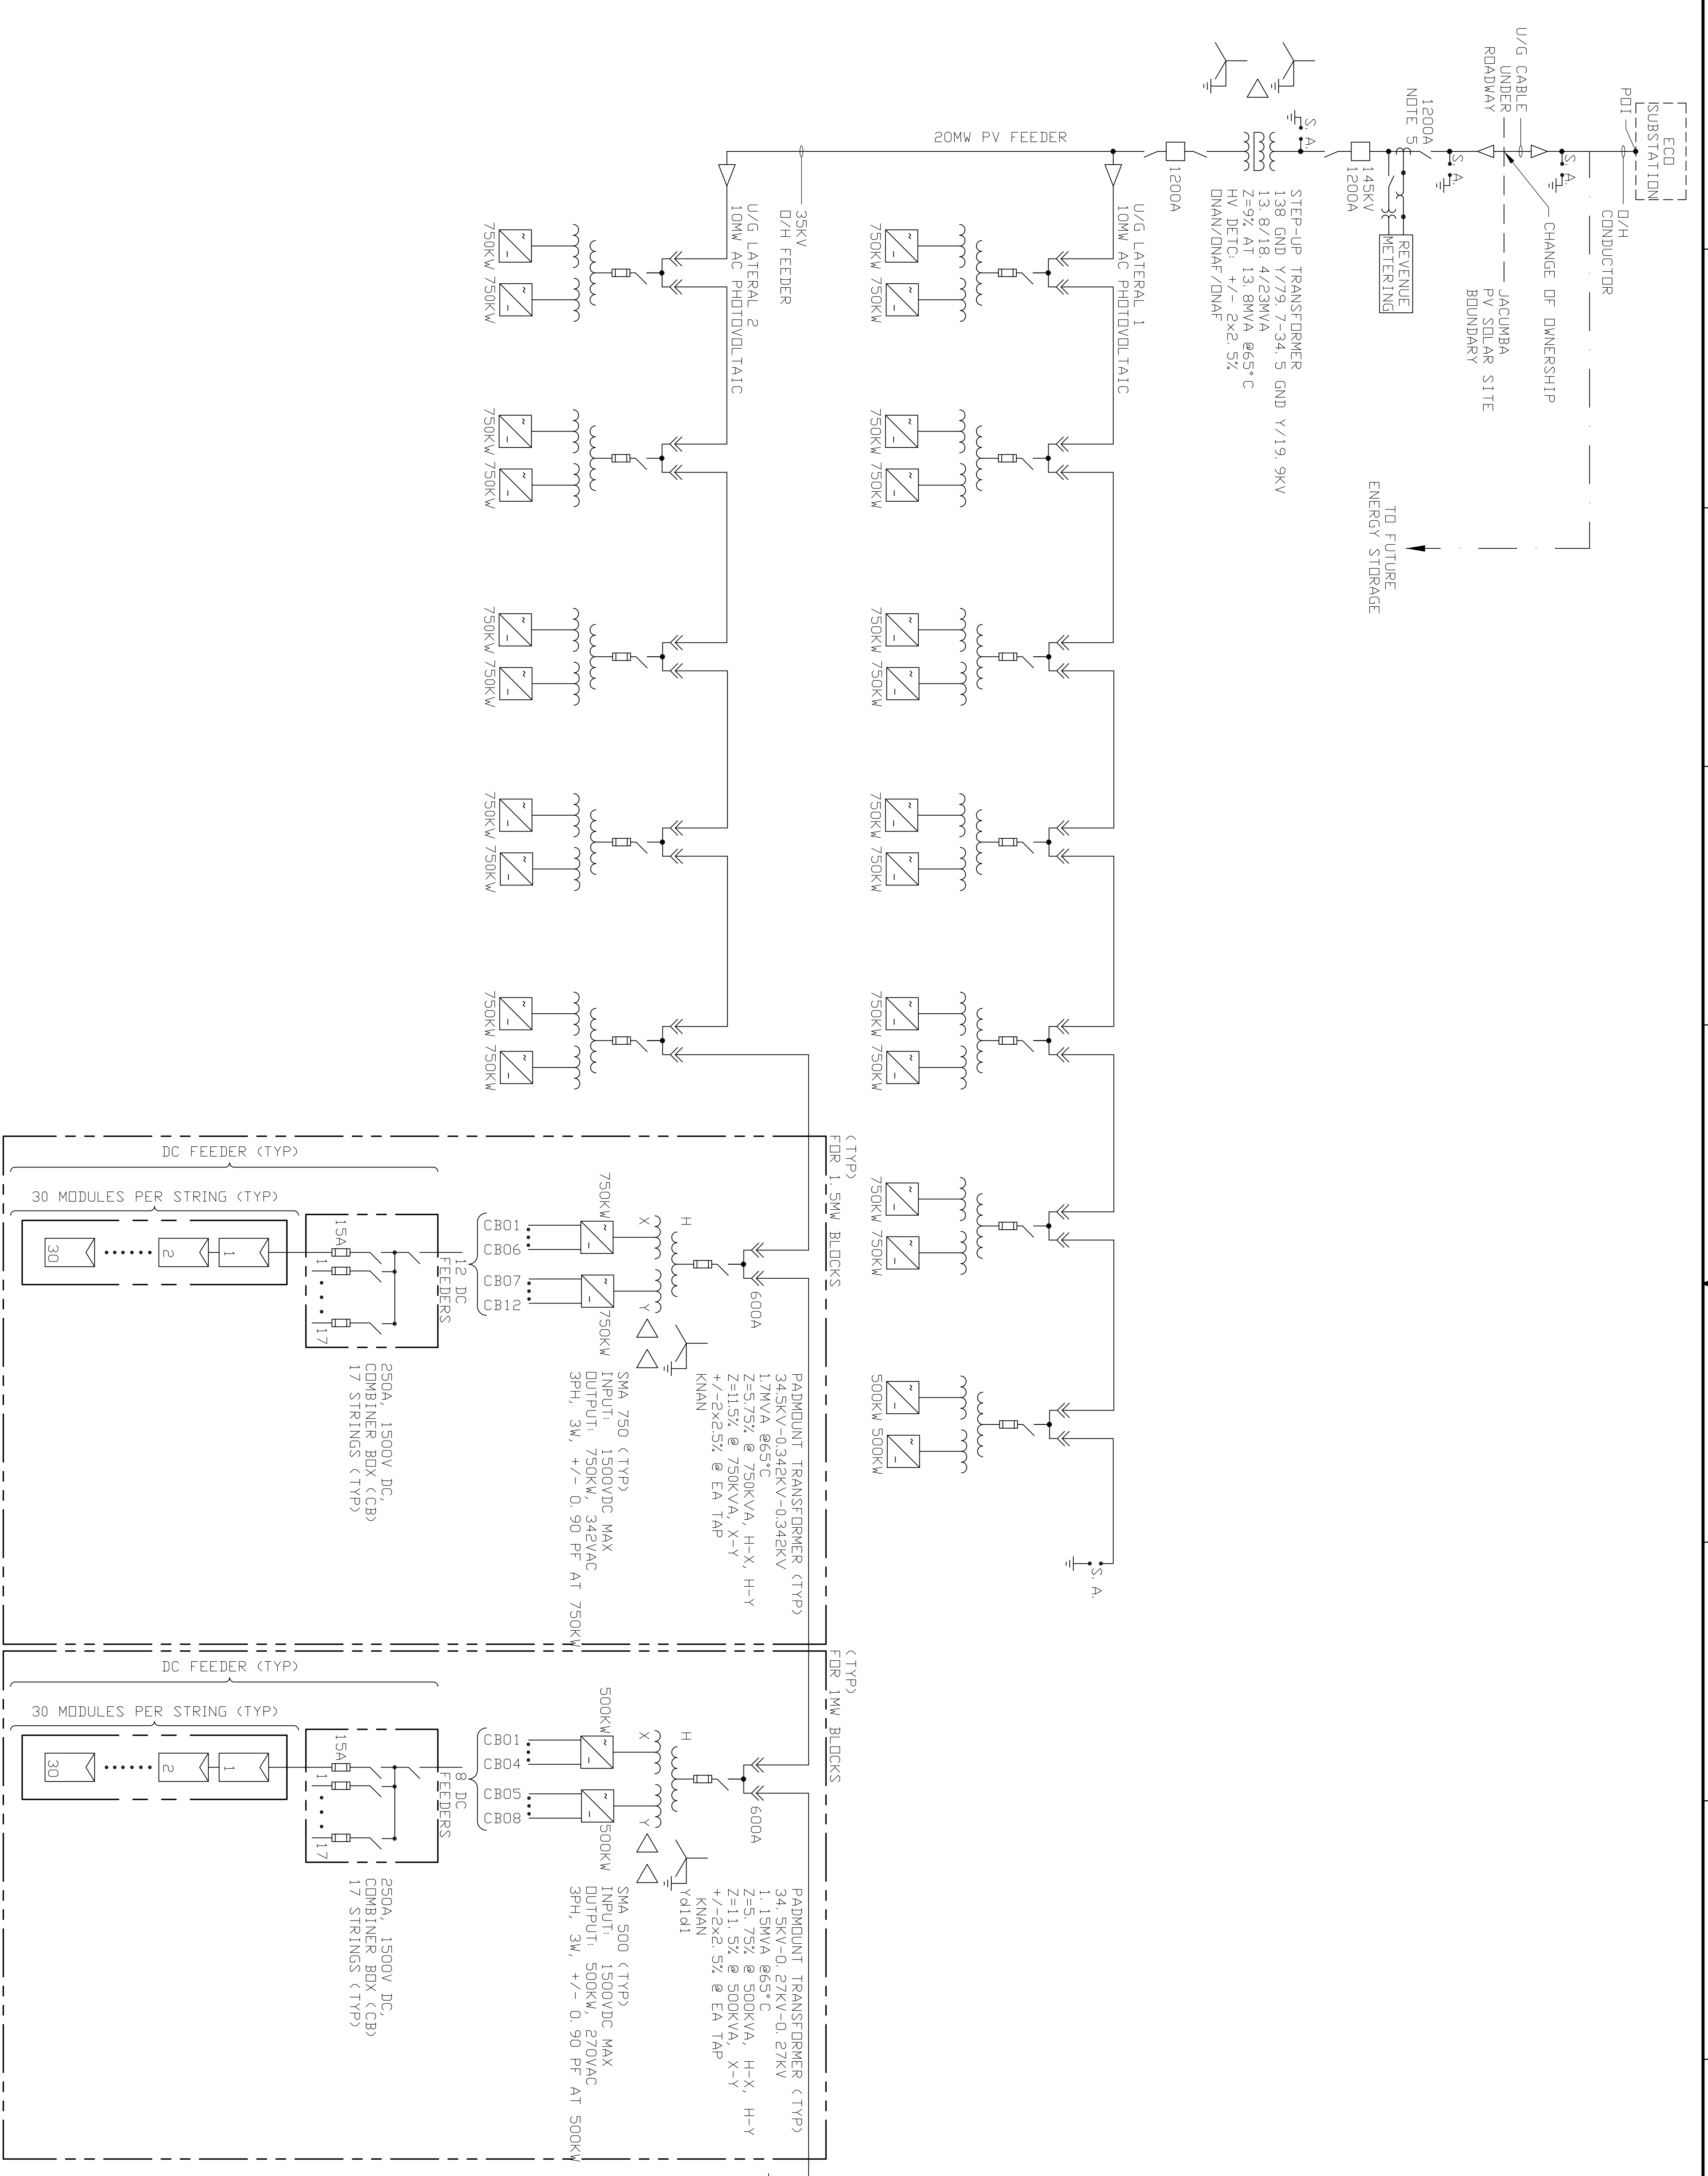 ECO
SUBSTATION
POI
O/H
CONDUCTOR
S. A.
U/G CABLE
UNDER
ROADWAY
CHANGE OF OWNERSHIP
JACUMBA
PV SOLAR SITE
BOUNDARY
S. A.
1200A
NOTE 5
REVENUE
METERING
TO FUTURE
ENERGY STORAGE
145KV
1200A
S. A.
STEP-UP TRANSFORMER
138 GND Y/79. 7-34. 5 GND Y/19. 9KV
13. 8/18. 4/23MVA
Z=9% AT 13. 8MVA @65°C
HV DETC: +/- 2x2. 5%
ONAN/ONAF/ONAF
1200A
20MW PV FEEDER
U/G LATERAL 1
10MW AC PHOTOVOLTAIC
750KW 750KW
750KW 750KW
750KW 750KW
750KW 750KW
750KW 750KW
750KW 750KW
500KW 500KW
S. A.
35KV
O/H FEEDER
U/G LATERAL 2
10MW AC PHOTOVOLTAIC
750KW 750KW
750KW 750KW
750KW 750KW
750KW 750KW
750KW 750KW
(TYP)
FOR 1. 5MW BLOCKS
600A
PADMOUNT TRANSFORMER (TYP)
34.5KV-0.342KV-0.342KV
1.7MVA @65°C
Z=5.75% @ 750KVA, H-X, H-Y
Z=11.5% @ 750KVA, X-Y
+/-2x2.5% @ EA TAP
KNAN
H
X
Y
750KW
750KW
SMA 750 (TYP)
INPUT: 1500VDC MAX
OUTPUT: 750KW, 342VAC
3PH, 3W, +/- 0. 90 PF AT 750KW
CB01
CB06
CB07
CB12
12 DC
FEEDERS
15A
1
17
250A, 1500V DC,
COMBINER BOX (CB)
17 STRINGS (TYP)
DC FEEDER (TYP)
30 MODULES PER STRING (TYP)
1
2
30
(TYP)
FOR 1MW BLOCKS
600A
PADMOUNT TRANSFORMER (TYP)
34. 5KV-0. 27KV-0. 27KV
1. 15MVA @65°C
Z=5. 75% @ 500KVA, H-X, H-Y
Z=11. 5% @ 500KVA, X-Y
+/-2x2. 5% @ EA TAP
KNAN
Yd1d1
H
X
Y
500KW
500KW
SMA 500 (TYP)
INPUT: 1500VDC MAX
OUTPUT: 500KW, 270VAC
3PH, 3W, +/- 0. 90 PF AT 500KW
CB01
CB04
CB05
CB08
8 DC
FEEDERS
15A
1
17
250A, 1500V DC,
COMBINER BOX (CB)
17 STRINGS (TYP)
DC FEEDER (TYP)
30 MODULES PER STRING (TYP)
1
2
30